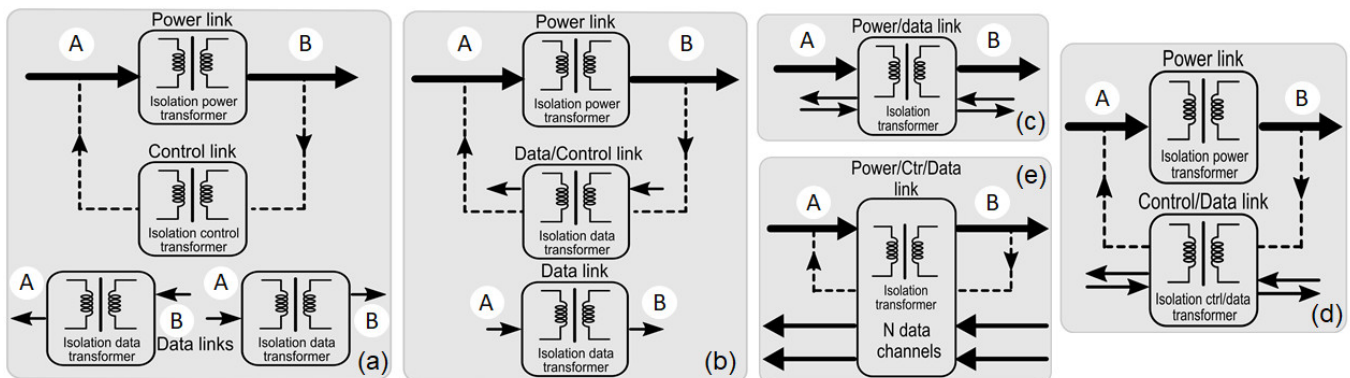 Power link
A
B
Isolation power
transformer
Control link
Isolation control
transformer
A
B
Isolation data
transformer
Data links
A
B
Isolation data
transformer
(a)
Power link
A
B
Isolation power
transformer
Data/Control link
Isolation data
transformer
Data link
A
B
Isolation data
transformer
(b)
Power/data link
A
B
Isolation
transformer
(c)
Power/Ctr/Data
link
(e)
A
B
Isolation
transformer
N data
channels
Power link
A
B
Isolation power
transformer
Control/Data link
Isolation ctrl/data
transformer
(d)